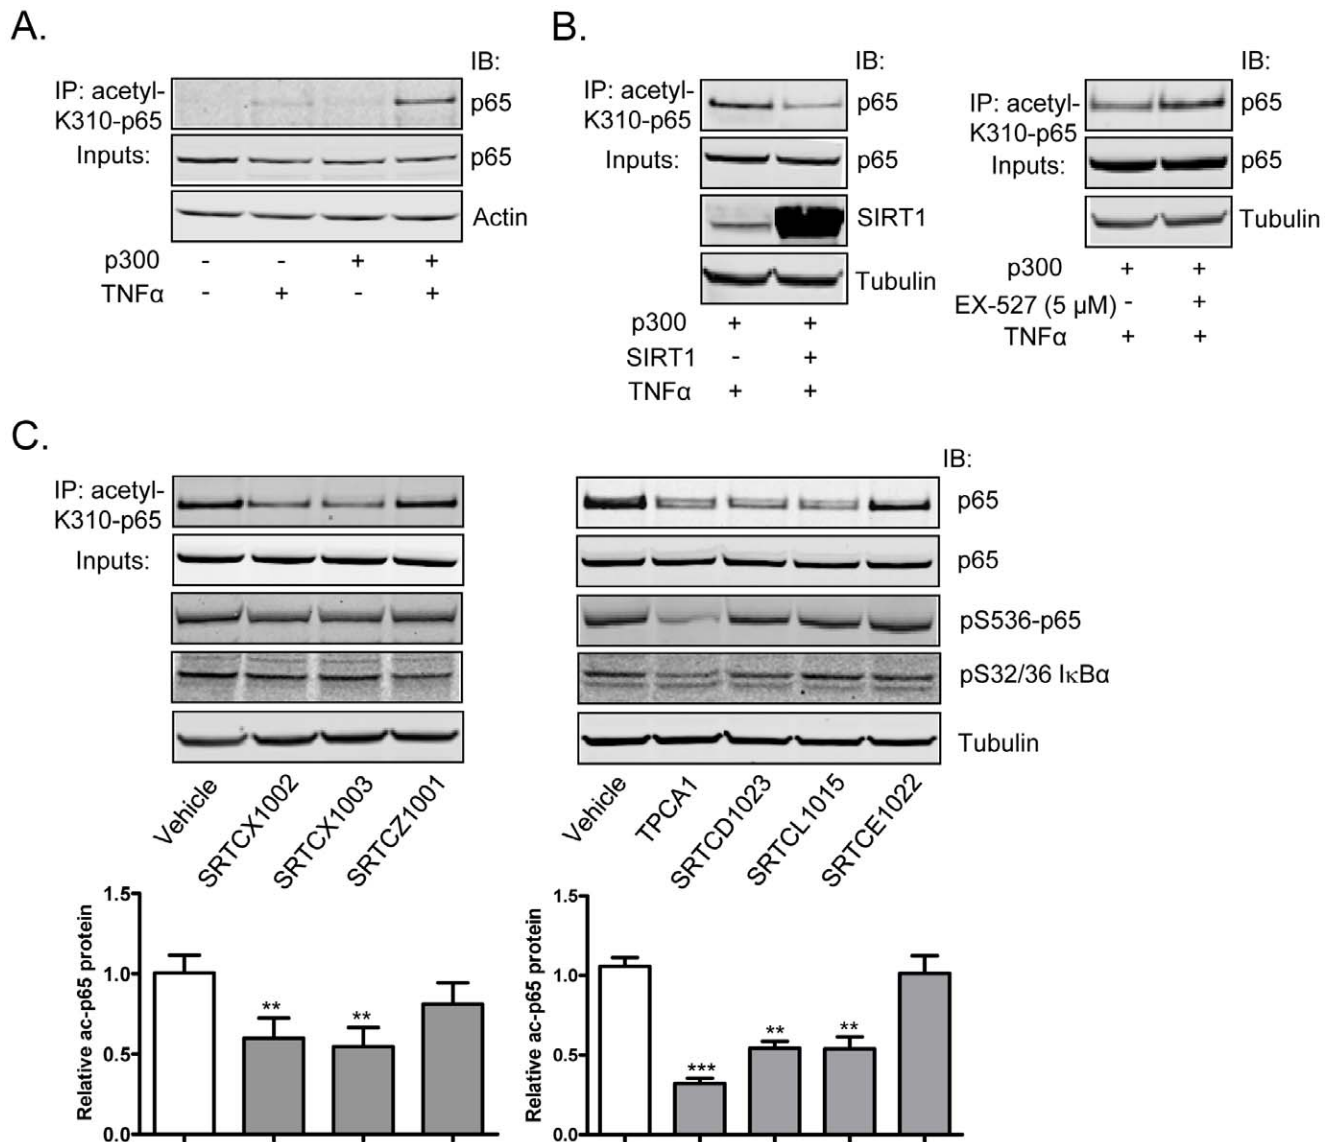 A.
IB:
IP: acetyl-
K310-p65
p65
Inputs:
p65
Actin
p300 - - + +
TNFα - + - +
B.
IB:
IP: acetyl-
K310-p65
p65
Inputs:
p65
SIRT1
Tubulin
p300 + +
SIRT1 - +
TNFα + +
IB:
IP: acetyl-
K310-p65
p65
Inputs:
p65
Tubulin
p300 + +
EX-527 (5 μM) - +
TNFα + +
C.
IB:
IP: acetyl-
K310-p65
p65
Inputs:
p65
pS536-p65
pS32/36 IκBα
Tubulin
Vehicle
SRTCX1002
SRTCX1003
SRTCZ1001
Vehicle
TPCA1
SRTCD1023
SRTCL1015
SRTCE1022
Relative ac-p65 protein
1.5
1.0
0.5
0.0
**
**
Relative ac-p65 protein
1.5
1.0
0.5
0.0
***
**
**